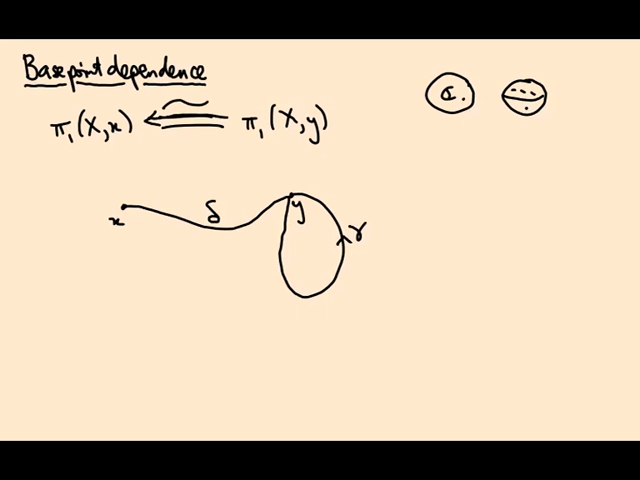 Basepoint dependence
π₁(X,x) ⟸ π₁(X,y)
x δ y γ